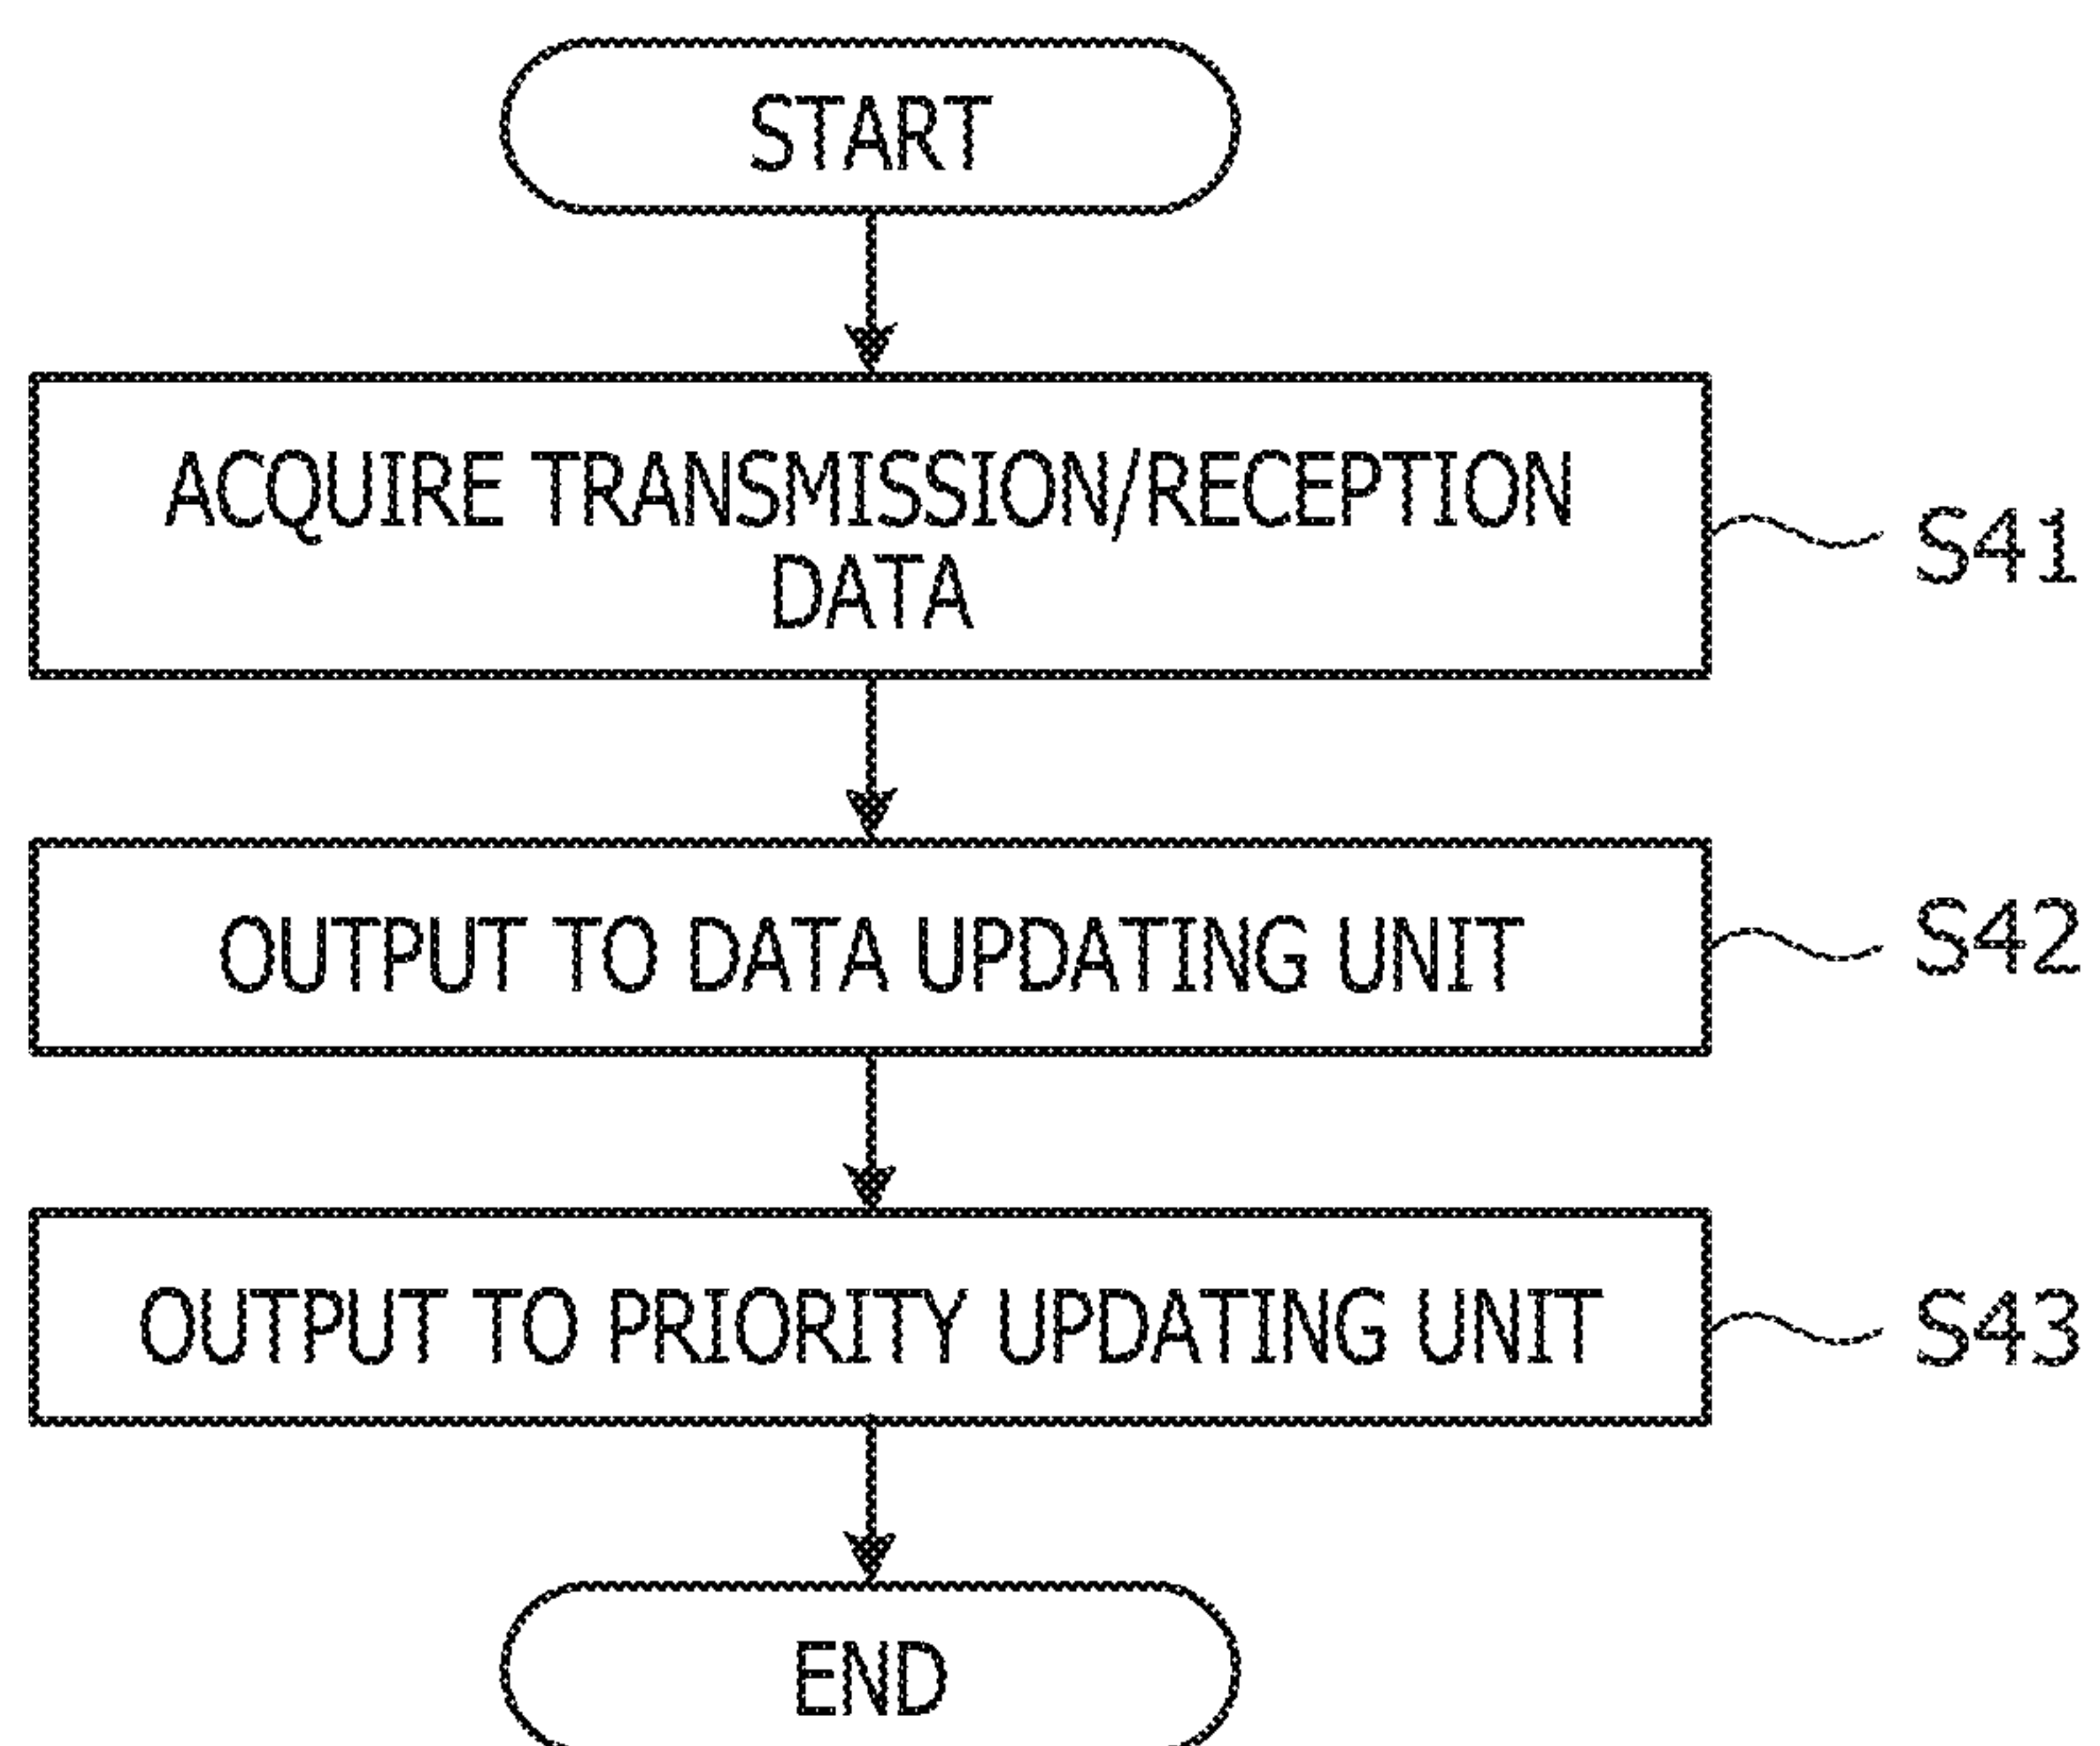 START
ACQUIRE TRANSMISSION/RECEPTION
DATA
S41
OUTPUT TO DATA UPDATING UNIT
S42
OUTPUT TO PRIORITY UPDATING UNIT
S43
END